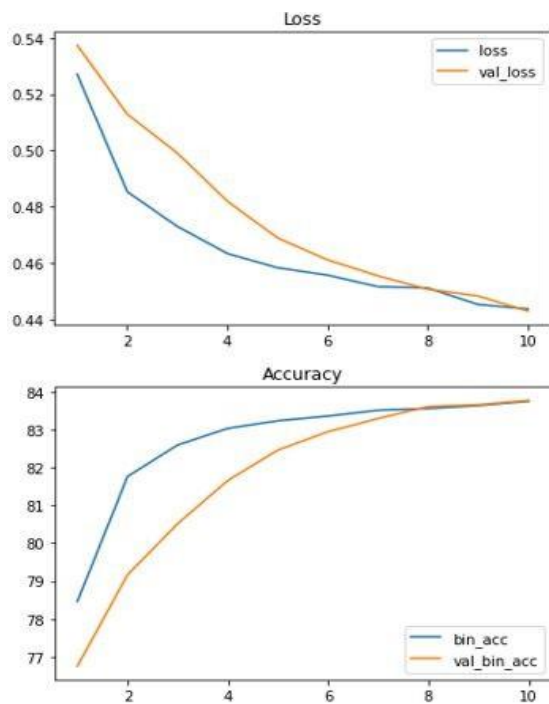 Loss
0.54
0.52
0.50
0.48
0.46
0.44
loss
val_loss
2 4 6 8 10
Accuracy
84
83
82
81
80
79
78
77
bin_acc
val_bin_acc
2 4 6 8 10